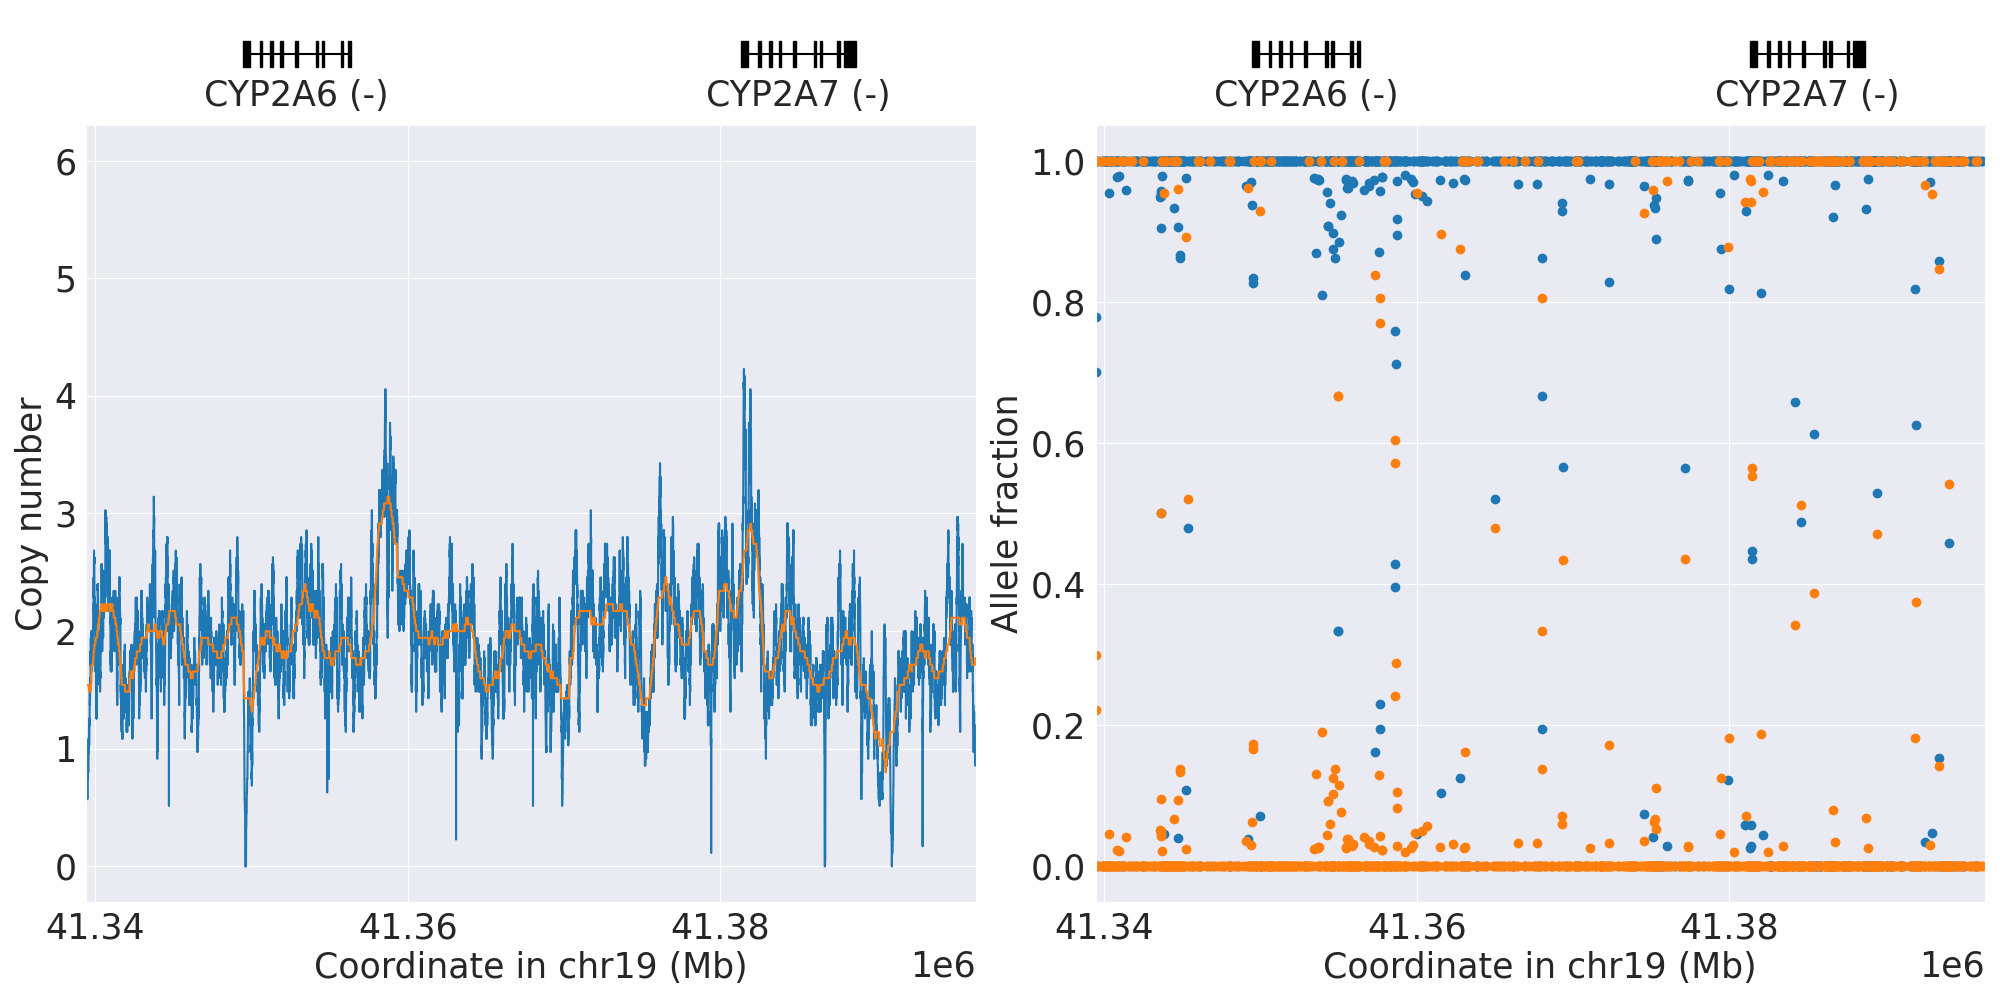 CYP2A6 (-)
CYP2A7 (-)
6
5
4
3
2
1
0
Copy number
41.34
41.36
41.38
Coordinate in chr19 (Mb)
1e6
CYP2A6 (-)
CYP2A7 (-)
1.0
0.8
0.6
0.4
0.2
0.0
Allele fraction
41.34
41.36
41.38
Coordinate in chr19 (Mb)
1e6